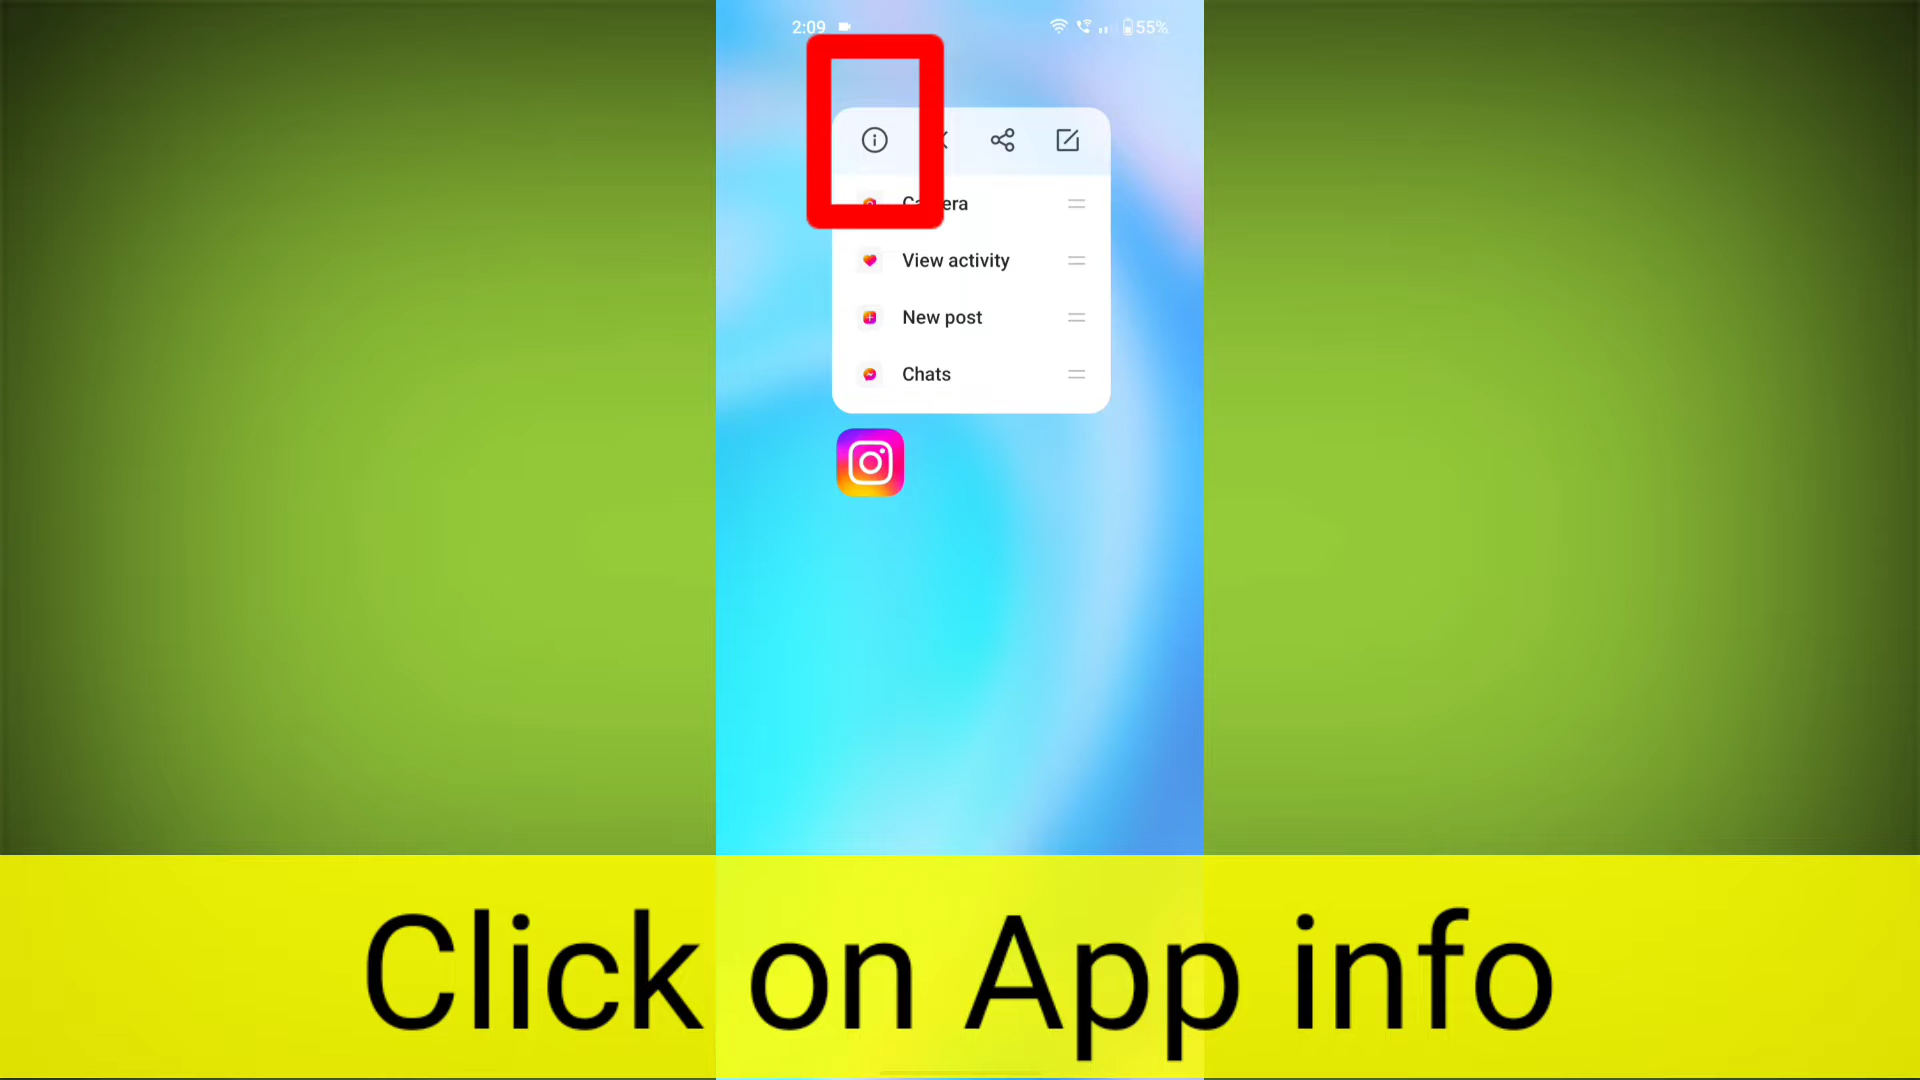 2:09
55%
Camera
View activity
New post
Chats
Click on App info